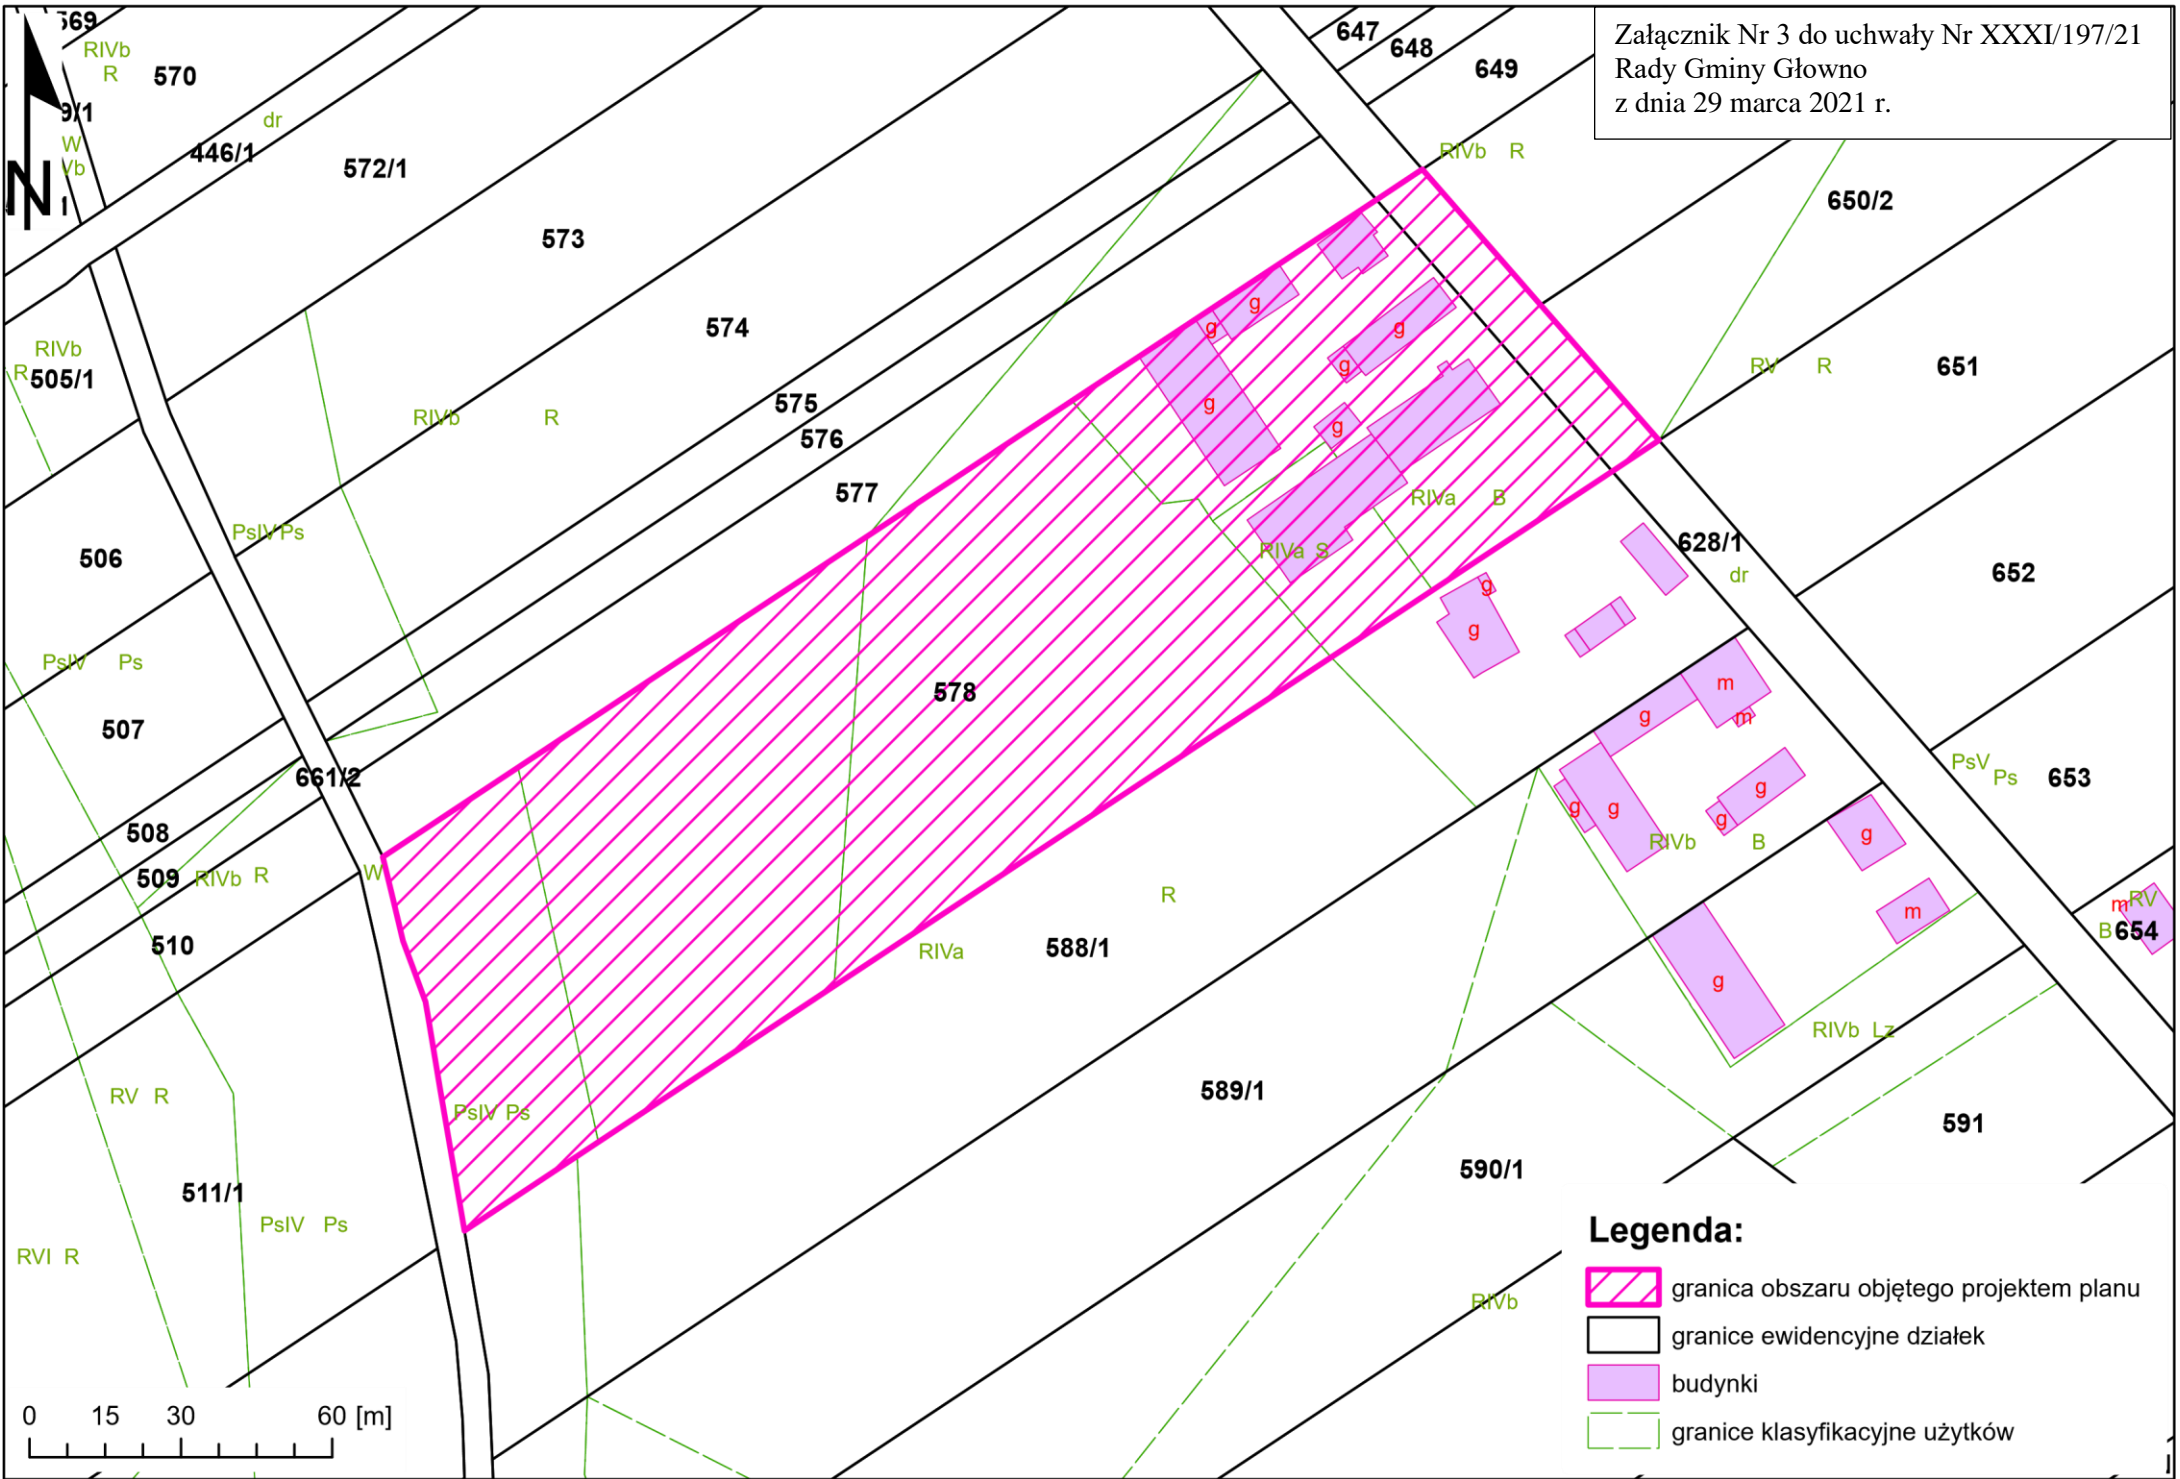 Załącznik Nr 3 do uchwały Nr XXXI/197/21
Rady Gminy Głowno
z dnia 29 marca 2021 r.
N
RIVb
R
570
W
dr
446/1
572/1
573
574
575
576
577
647
648
649
RIVb R
650/2
RV R
651
652
RIVb
R
505/1
RIVb R
PsIV Ps
506
PsIV Ps
507
661/2
508
509
RIVb R
W
510
RV R
511/1
PsIV Ps
RVI R
g
g
g
g
g
g
RIVa B
RIVa S
578
PsIV Ps
628/1
dr
g
g
m
m
g
g
g
g
g
RIVb B
g
m
g
RIVb Lz
PsV
Ps
653
m
RV
B
654
R
RIVa
588/1
589/1
590/1
591
RIVb
Legenda:
granica obszaru objętego projektem planu
granice ewidencyjne działek
budynki
granice klasyfikacyjne użytków
0 15 30 60 [m]